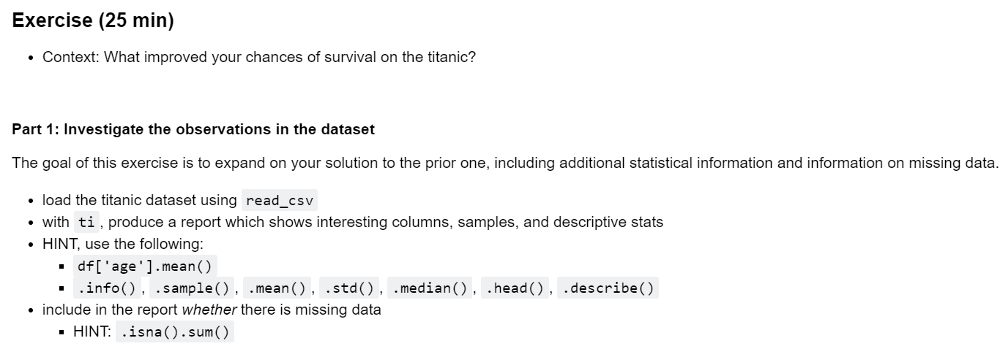 Exercise (25 min)
• Context: What improved your chances of survival on the titanic?
Part 1: Investigate the observations in the dataset
The goal of this exercise is to expand on your solution to the prior one, including additional statistical information and information on missing data.
• load the titanic dataset using read_csv
• with ti , produce a report which shows interesting columns, samples, and descriptive stats
• HINT, use the following:
▪ df['age'].mean()
▪ .info() , .sample() , .mean() , .std() , .median() , .head() , .describe()
• include in the report whether there is missing data
▪ HINT: .isna().sum()